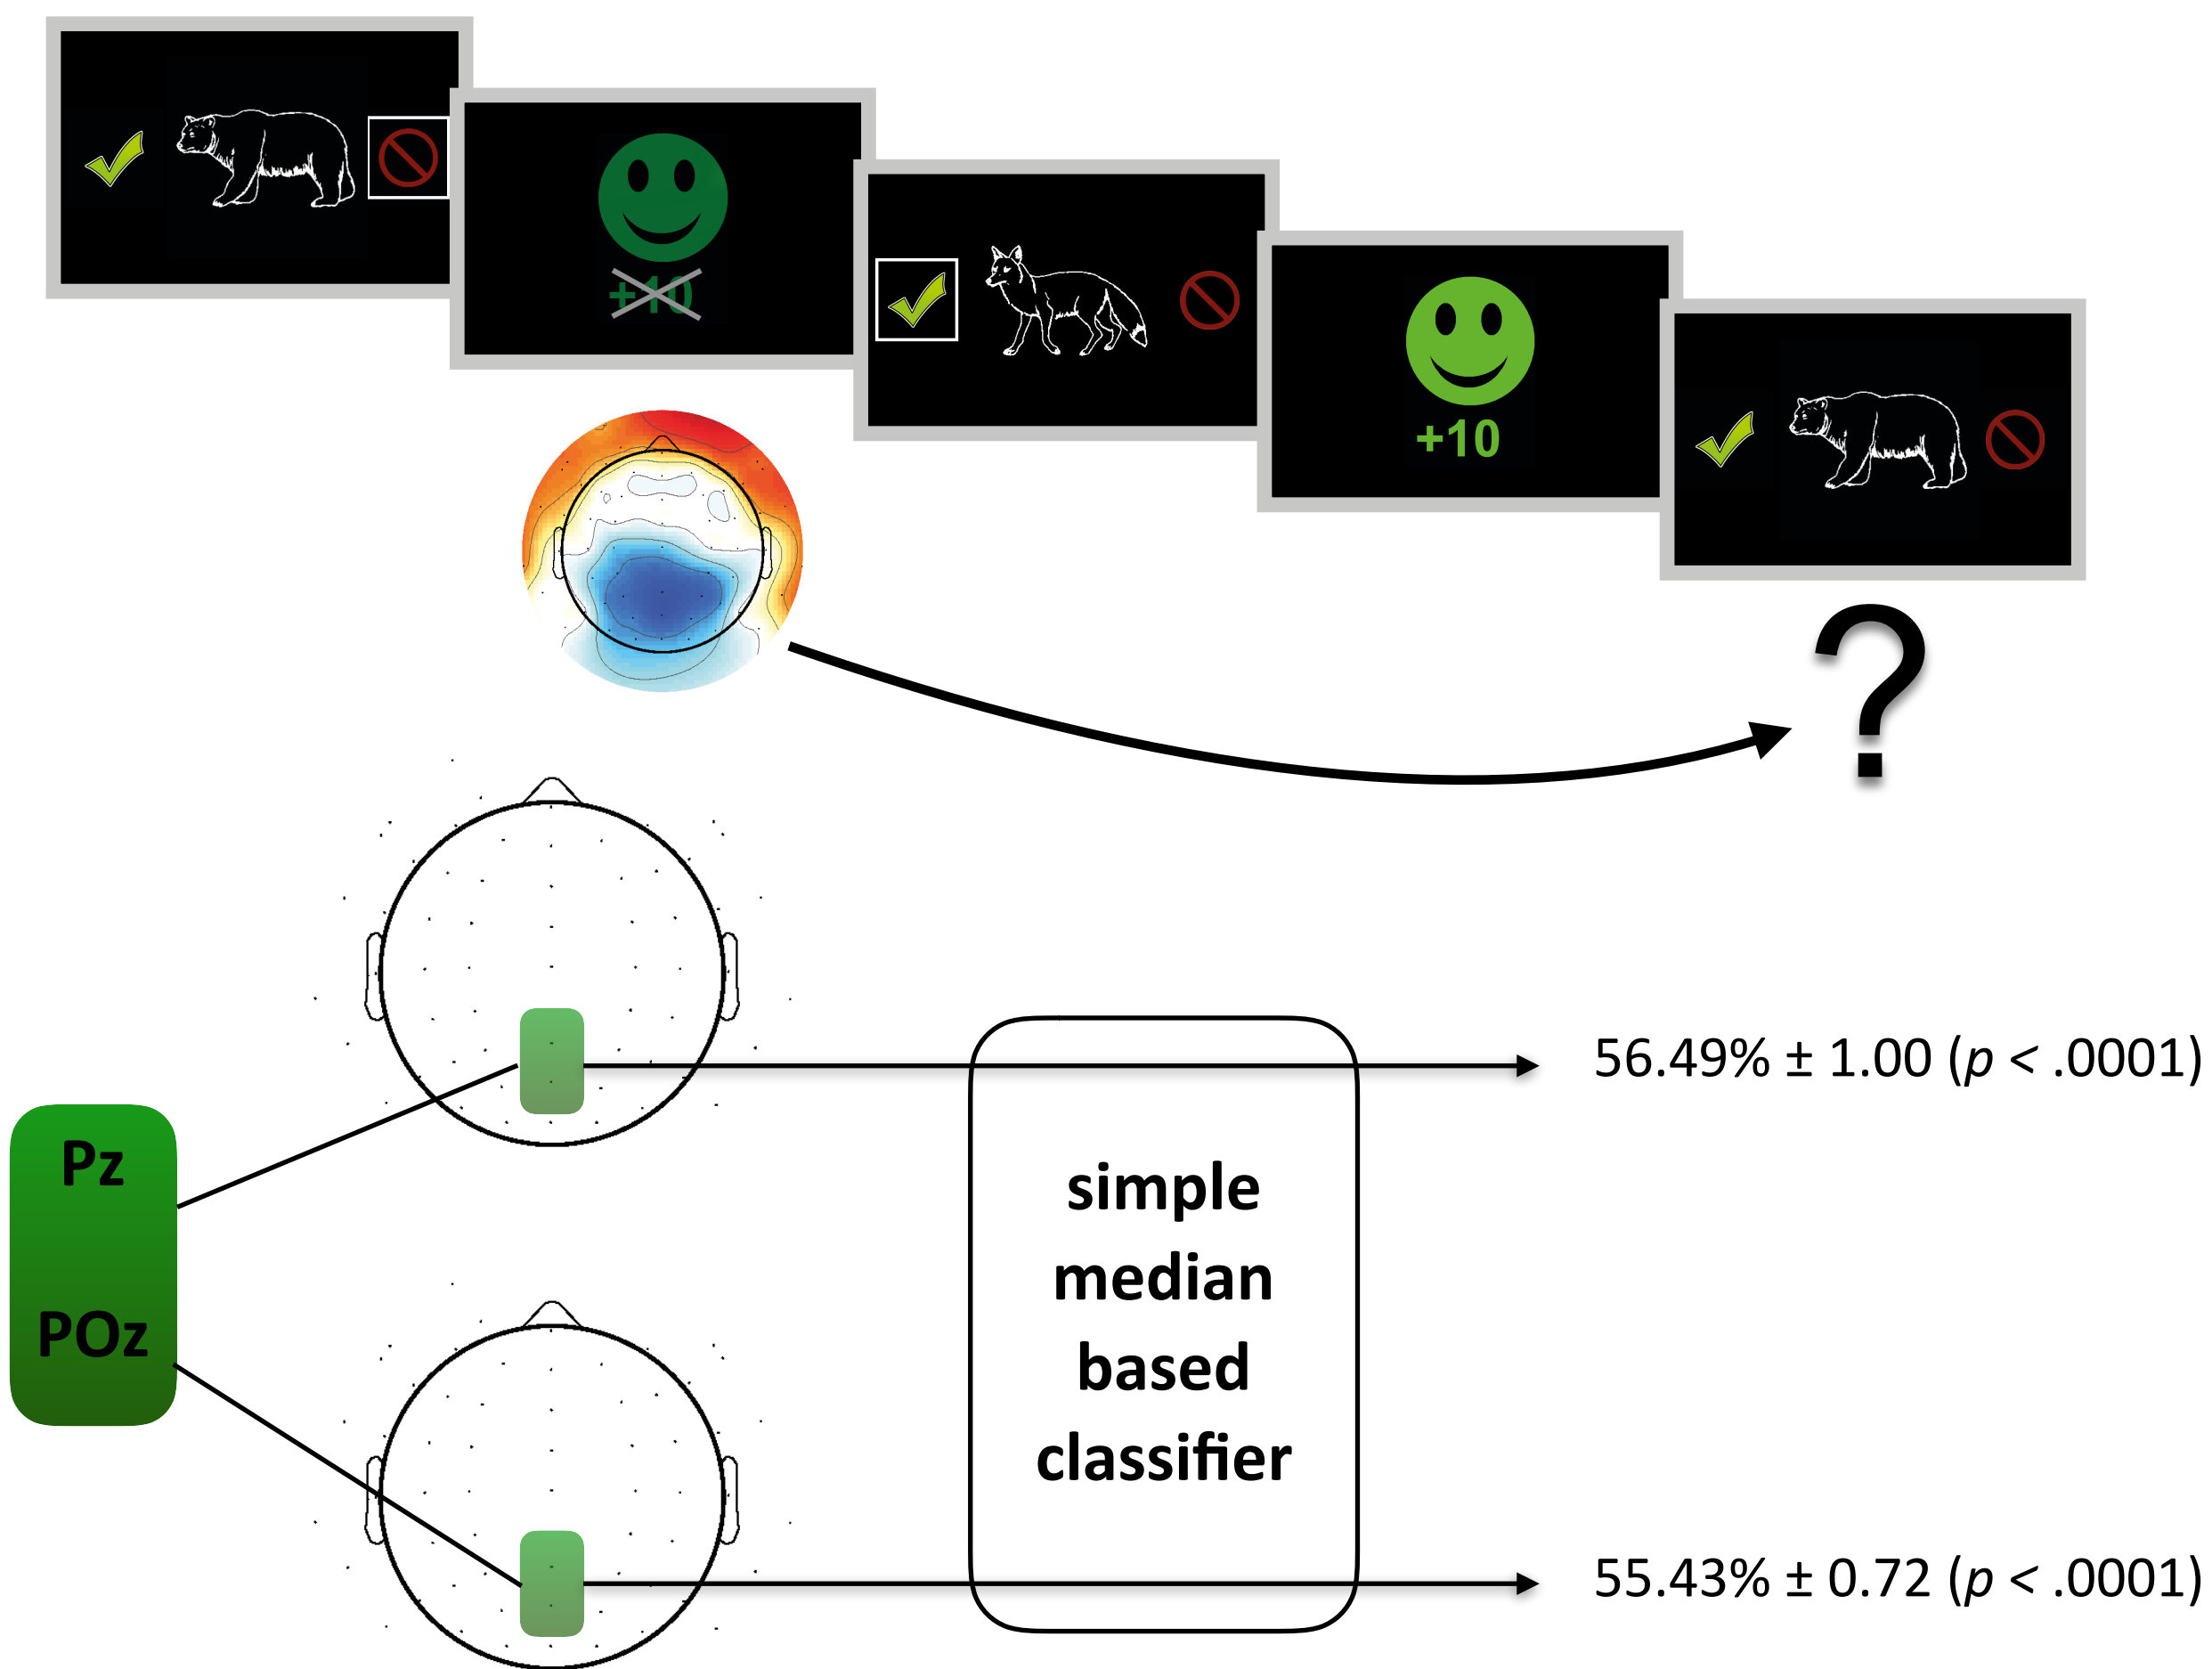 +10
+10
?
56.49% ± 1.00 (p < .0001)
Pz
POz
simple
median
based
classifier
55.43% ± 0.72 (p < .0001)